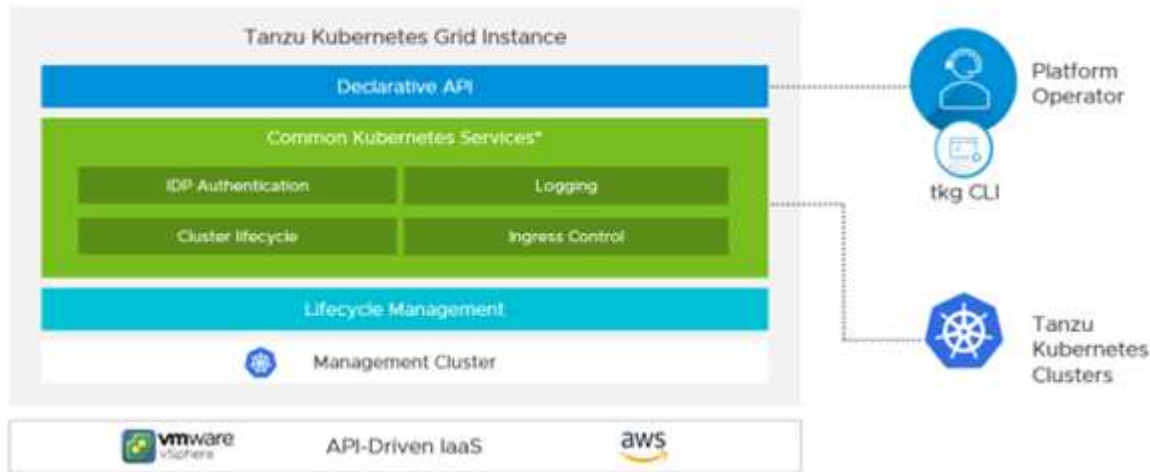 Tanzu Kubernetes Grid Instance
Declarative API
Common Kubernetes Services*
IDP Authentication
Logging
Cluster lifecycle
Ingress Control
Lifecycle Management
Management Cluster
Platform
Operator
tkg CLI
Tanzu
Kubernetes
Clusters
vmware
vSphere
API-Driven IaaS
aws